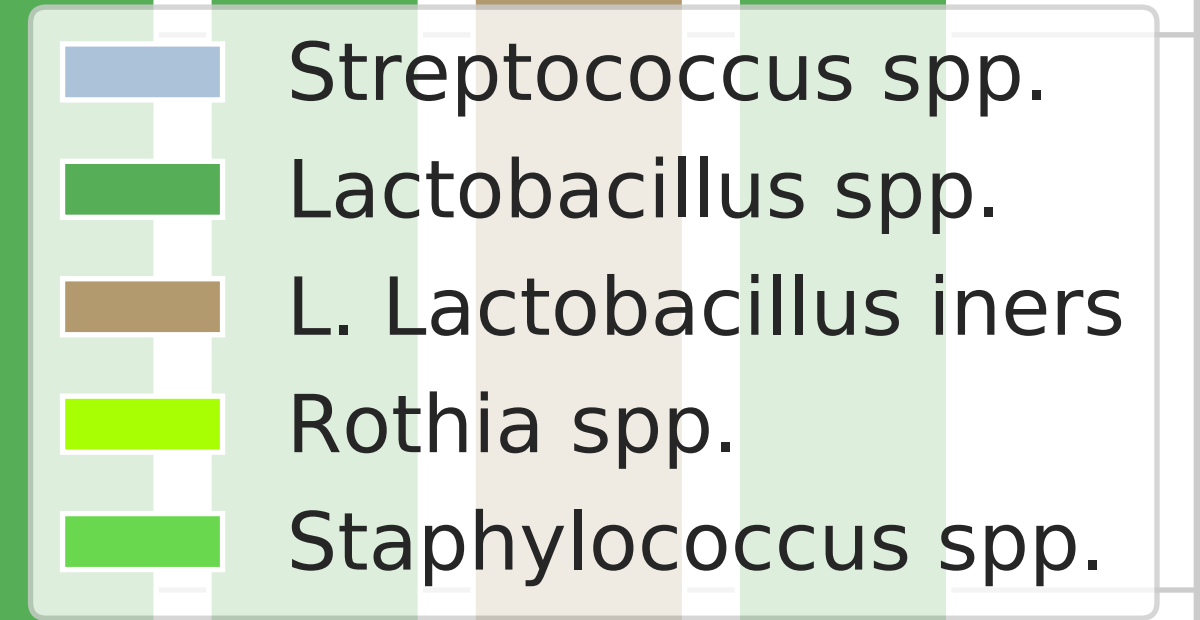 Streptococcus spp.
Lactobacillus spp.
L. Lactobacillus iners
Rothia spp.
Staphylococcus spp.